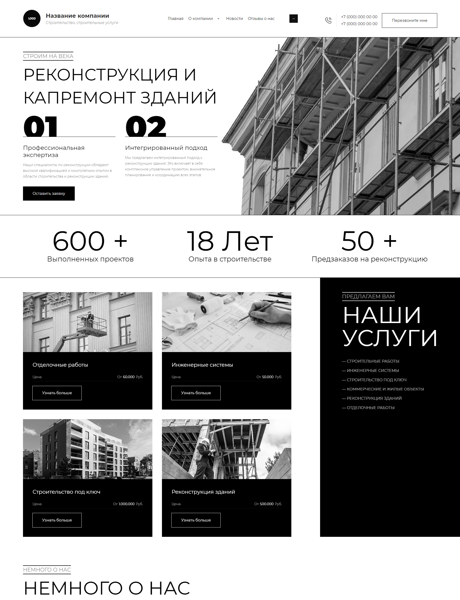 Название компании
Строительство, строительные услуги
Главная О компании Новости Отзывы о нас
+7 (000) 000 00 00
+7 (000) 000 00 00
Перезвоните мне
СТРОИМ НА ВЕКА
РЕКОНСТРУКЦИЯ И
КАПРЕМОНТ ЗДАНИЙ
01
02
Профессиональная
экспертиза
Интегрированный подход
Оставить заявку
600 +
Выполненных проектов
18 Лет
Опыта в строительстве
50 +
Предзаказов на реконструкцию
Отделочные работы
Цена: От 60.000 Руб.
Узнать больше
Инженерные системы
Цена: От 50.000 Руб.
Узнать больше
Строительство под ключ
Цена: От 1000.000 Руб.
Узнать больше
Реконструкция зданий
Цена: От 500.000 Руб.
Узнать больше
ПРЕДЛАГАЕМ ВАМ
НАШИ
УСЛУГИ
— СТРОИТЕЛЬНЫЕ РАБОТЫ
— ИНЖЕНЕРНЫЕ СИСТЕМЫ
— СТРОИТЕЛЬСТВО ПОД КЛЮЧ
— КОММЕРЧЕСКИЕ И ЖИЛЫЕ ОБЪЕКТЫ
— РЕКОНСТРУКЦИЯ ЗДАНИЙ
— ОТДЕЛОЧНЫЕ РАБОТЫ
НЕМНОГО О НАС
НЕМНОГО О НАС